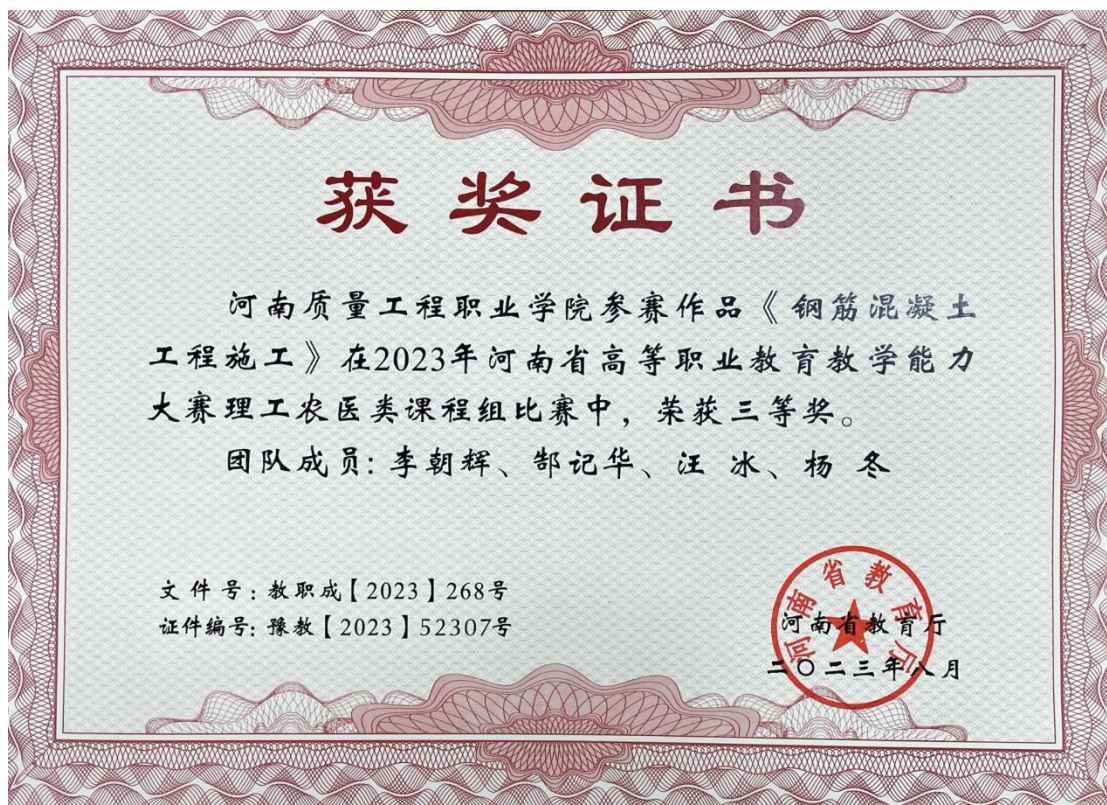 获奖证书
河南质量工程职业学院参赛作品《钢筋混凝土
工程施工》在2023年河南省高等职业教育教学能力
大赛理工农医类课程组比赛中，荣获三等奖。
团队成员：李朝辉、郜记华、汪 冰、杨 冬
文件号：教职成【2023】268号
证件编号：豫教【2023】52307号
河南省教育厅
河南省教育厅
二〇二三年八月